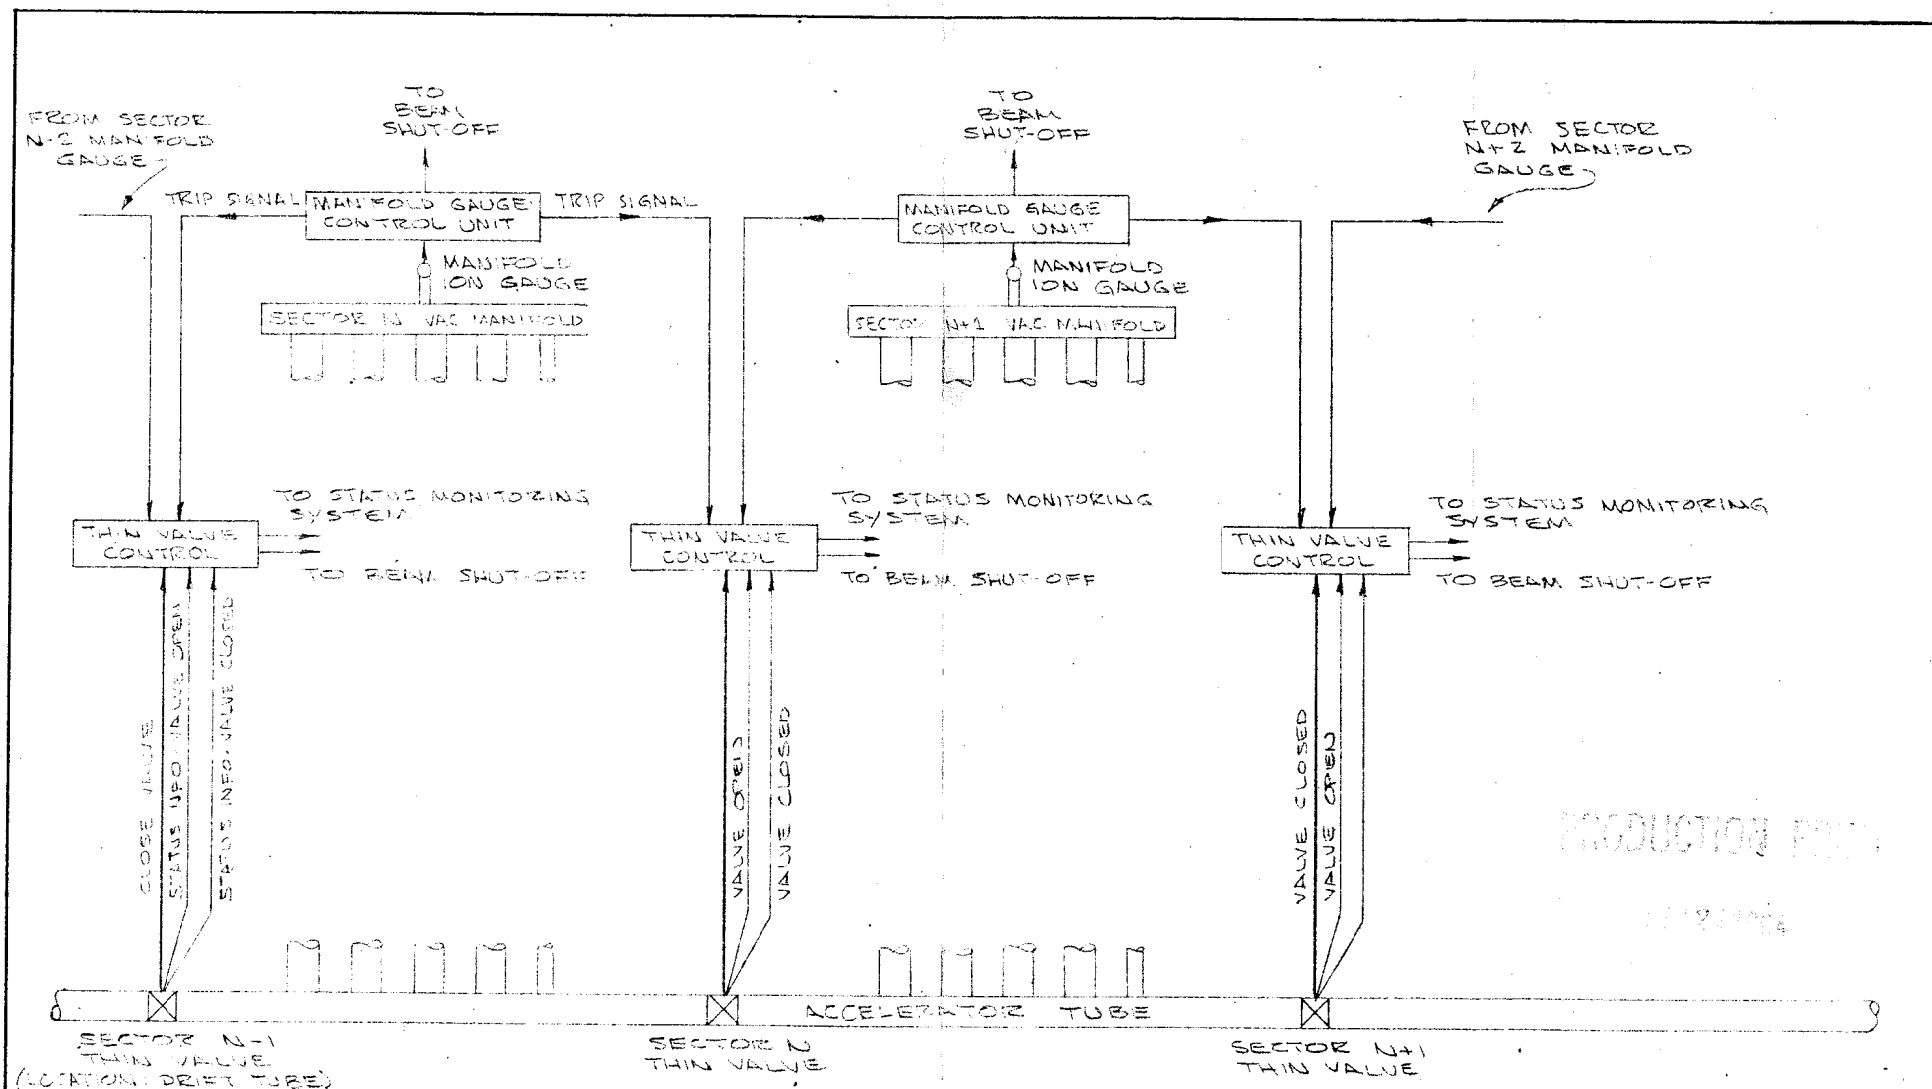 TO
BEAM
SHUT-OFF
TO
BEAM
SHUT-OFF
FROM SECTOR
N-2 MANIFOLD
GAUGE
FROM SECTOR
N+2 MANIFOLD
GAUGE
TRIP SIGNAL
MANIFOLD GAUGE
CONTROL UNIT
TRIP SIGNAL
MANIFOLD GAUGE
CONTROL UNIT
MANIFOLD
ION GAUGE
MANIFOLD
ION GAUGE
SECTOR N VAC MANIFOLD
SECTOR N+1 VAC. MANIFOLD
TO STATUS MONITORING
SYSTEM
THIN VALVE
CONTROL
TO BEAM SHUT-OFF
TO STATUS MONITORING
SYSTEM
THIN VALVE
CONTROL
TO BEAM SHUT-OFF
TO STATUS MONITORING
SYSTEM
THIN VALVE
CONTROL
TO BEAM SHUT-OFF
CLOSE VALVE
STATUS INFO-VALVE OPEN
STATUS INFO-VALVE CLOSED
VALVE OPEN
VALVE CLOSED
VALVE CLOSED
VALVE OPEN
PRODUCTION
ACCELERATOR TUBE
SECTOR N-1
THIN VALVE
(LOCATION: DRIFT TUBE)
SECTOR N
THIN VALVE
SECTOR N+1
THIN VALVE